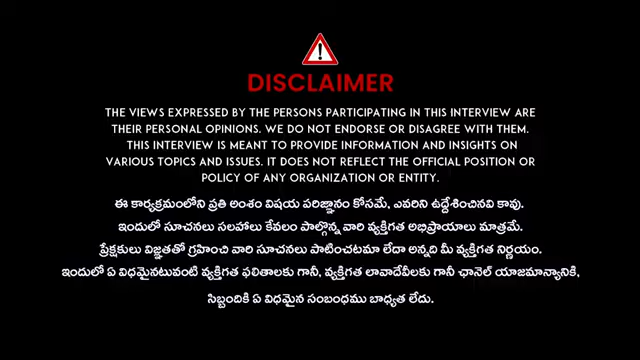 DISCLAIMER
THE VIEWS EXPRESSED BY THE PERSONS PARTICIPATING IN THIS INTERVIEW ARE
THEIR PERSONAL OPINIONS. WE DO NOT ENDORSE OR DISAGREE WITH THEM.
THIS INTERVIEW IS MEANT TO PROVIDE INFORMATION AND INSIGHTS ON
VARIOUS TOPICS AND ISSUES. IT DOES NOT REFLECT THE OFFICIAL POSITION OR
POLICY OF ANY ORGANIZATION OR ENTITY.
ఈ కార్యక్రమంలోని ప్రతి అంశం విషయ పరిజ్ఞానం కోసమే, ఎవరిని ఉద్దేశించినవి కావు.
ఇందులో సూచనలు సలహాలు కేవలం పాల్గొన్న వారి వ్యక్తిగత అభిప్రాయాలు మాత్రమే.
ప్రేక్షకులు విజ్ఞతతో గ్రహించి వారి సూచనలు పాటించటమా లేదా అన్నది మీ వ్యక్తిగత నిర్ణయం.
ఇందులో ఏ విధమైనటువంటి వ్యక్తిగత ఫలితాలకు గానీ, వ్యక్తిగత లావాదేవీలకు గానీ ఛానెల్ యాజమాన్యానికి,
సిబ్బందికి ఏ విధమైన సంబంధము బాధ్యత లేదు.